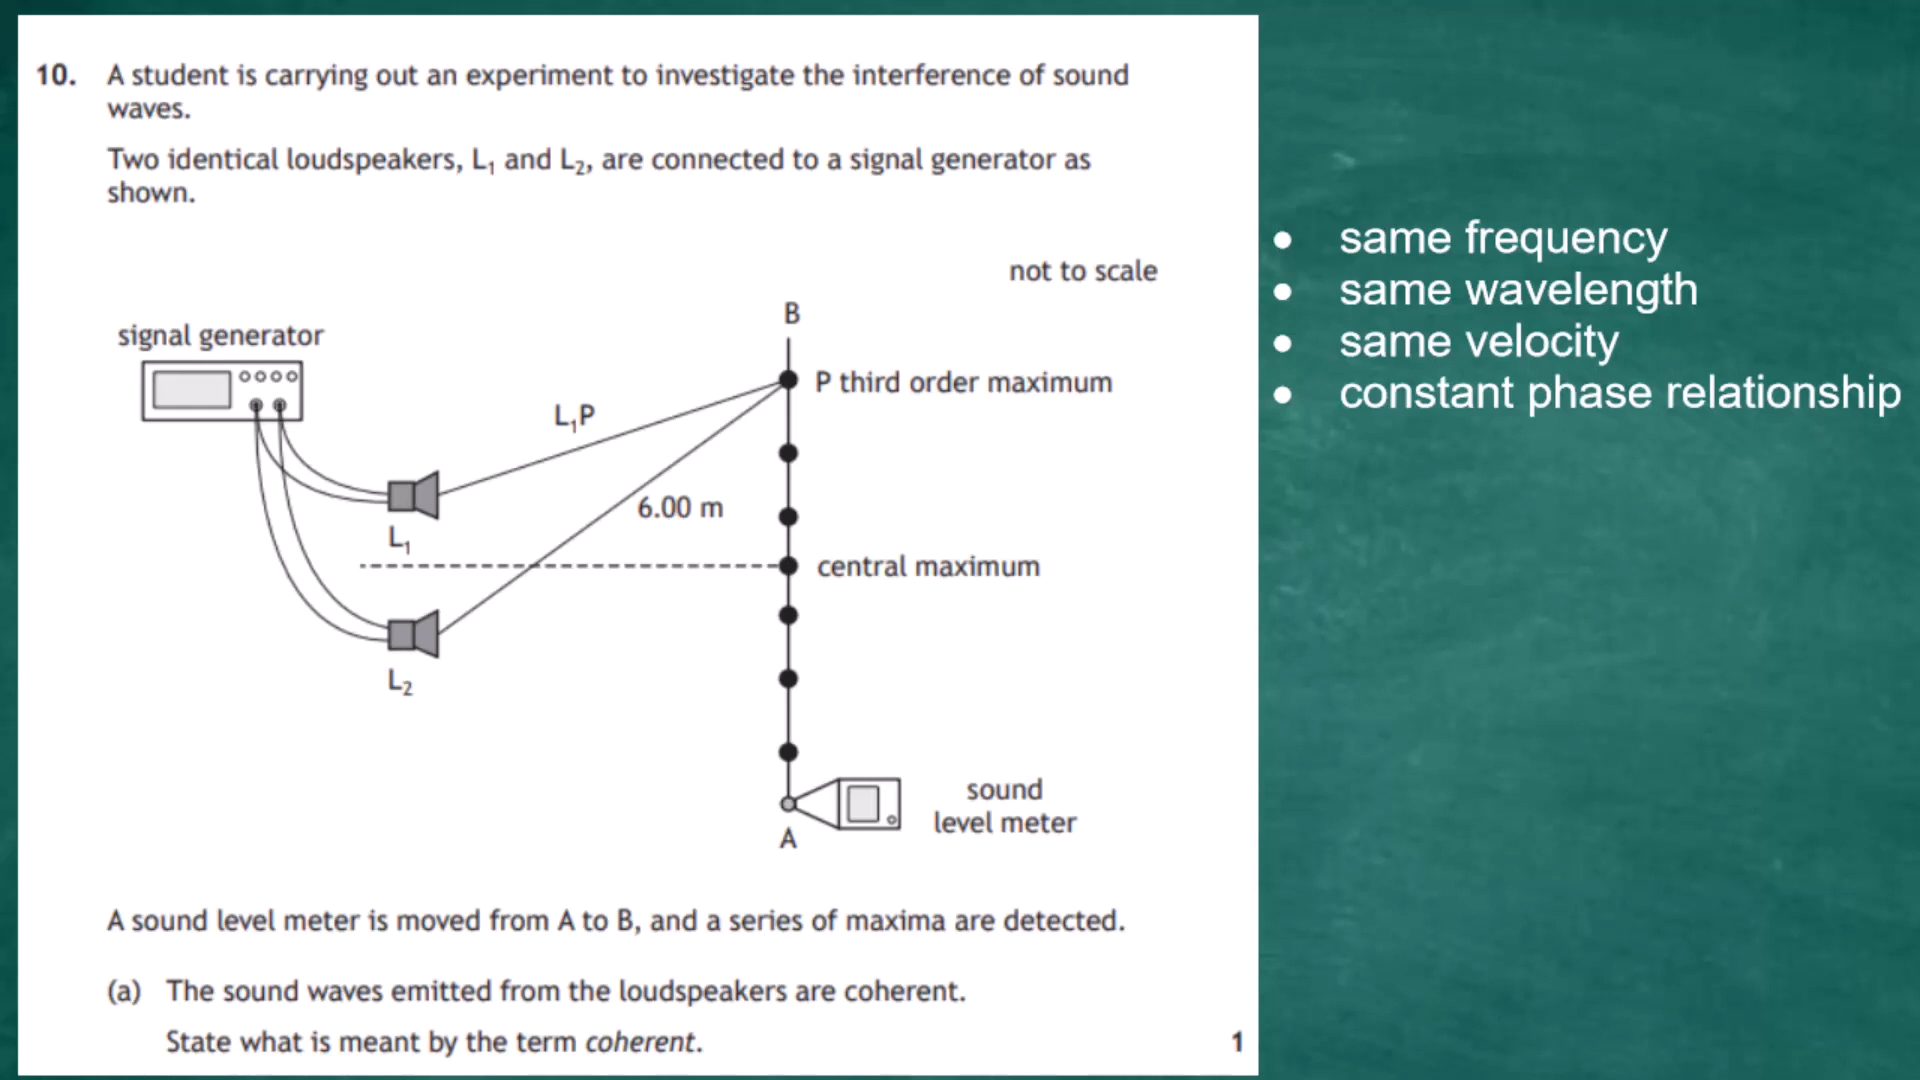 10. A student is carrying out an experiment to investigate the interference of sound
waves.
Two identical loudspeakers, L₁ and L₂, are connected to a signal generator as
shown.
not to scale
B
signal generator
P third order maximum
L₁P
6.00 m
L₁
central maximum
L₂
sound
level meter
A
A sound level meter is moved from A to B, and a series of maxima are detected.
(a) The sound waves emitted from the loudspeakers are coherent.
State what is meant by the term coherent. 1
• same frequency
• same wavelength
• same velocity
• constant phase relationship